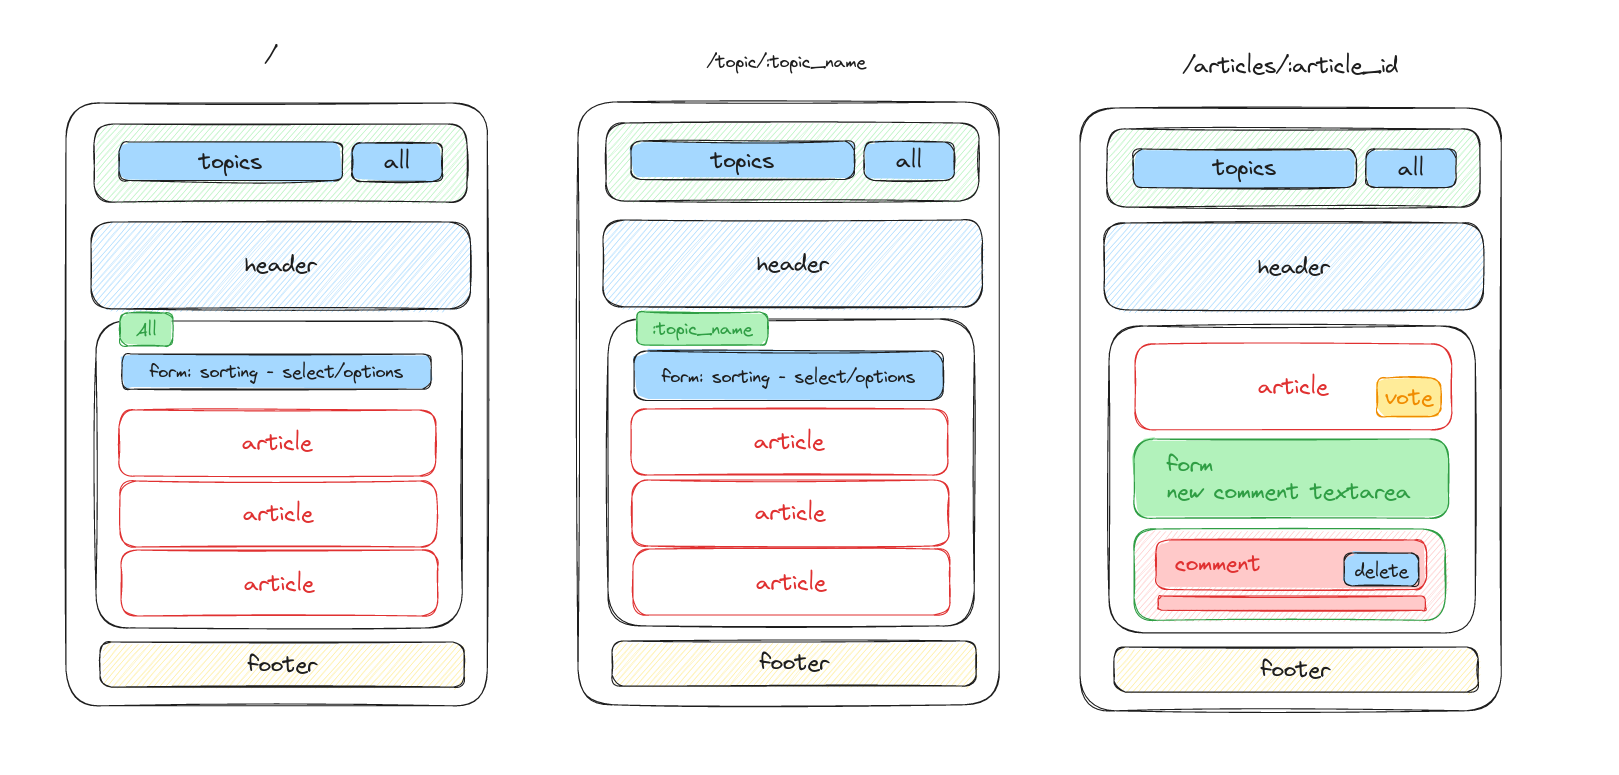 /
topics
all
header
All
form: sorting - select/options
article
article
article
footer
/topic/:topic_name
topics
all
header
:topic_name
form: sorting - select/options
article
article
article
footer
/articles/:article_id
topics
all
header
article
vote
form
new comment textarea
comment
delete
footer